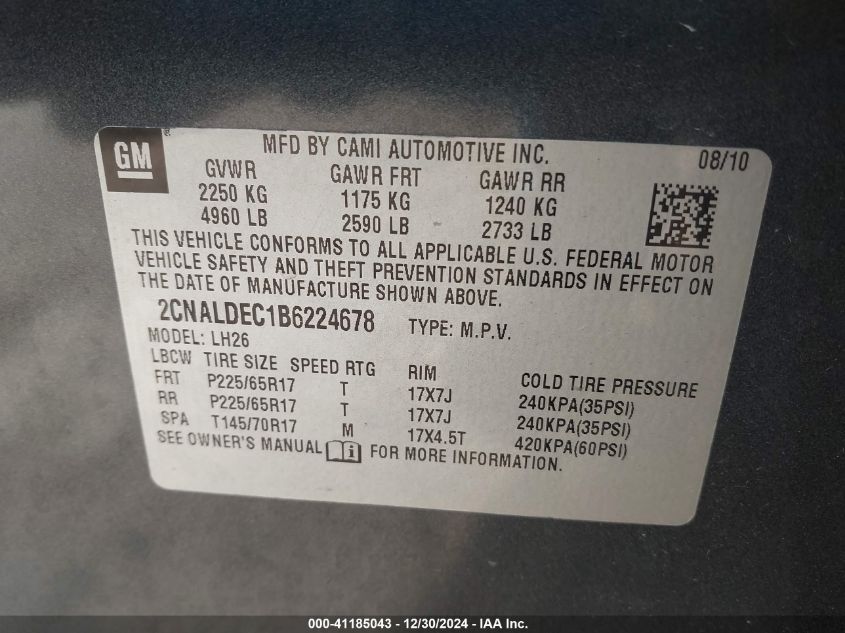 GM
MFD BY CAMI AUTOMOTIVE INC.
08/10
GVWR GAWR FRT GAWR RR
2250 KG 1175 KG 1240 KG
4960 LB 2590 LB 2733 LB
THIS VEHICLE CONFORMS TO ALL APPLICABLE U.S. FEDERAL MOTOR
VEHICLE SAFETY AND THEFT PREVENTION STANDARDS IN EFFECT ON
THE DATE OF MANUFACTURE SHOWN ABOVE.
2CNALDEC1B6224678 TYPE: M.P.V.
MODEL: LH26
LBCW TIRE SIZE SPEED RTG RIM COLD TIRE PRESSURE
FRT P225/65R17 T 17X7J 240KPA(35PSI)
RR P225/65R17 T 17X7J 240KPA(35PSI)
SPA T145/70R17 M 17X4.5T 420KPA(60PSI)
SEE OWNER'S MANUAL i FOR MORE INFORMATION.
000-41185043 - 12/30/2024 - IAA Inc.